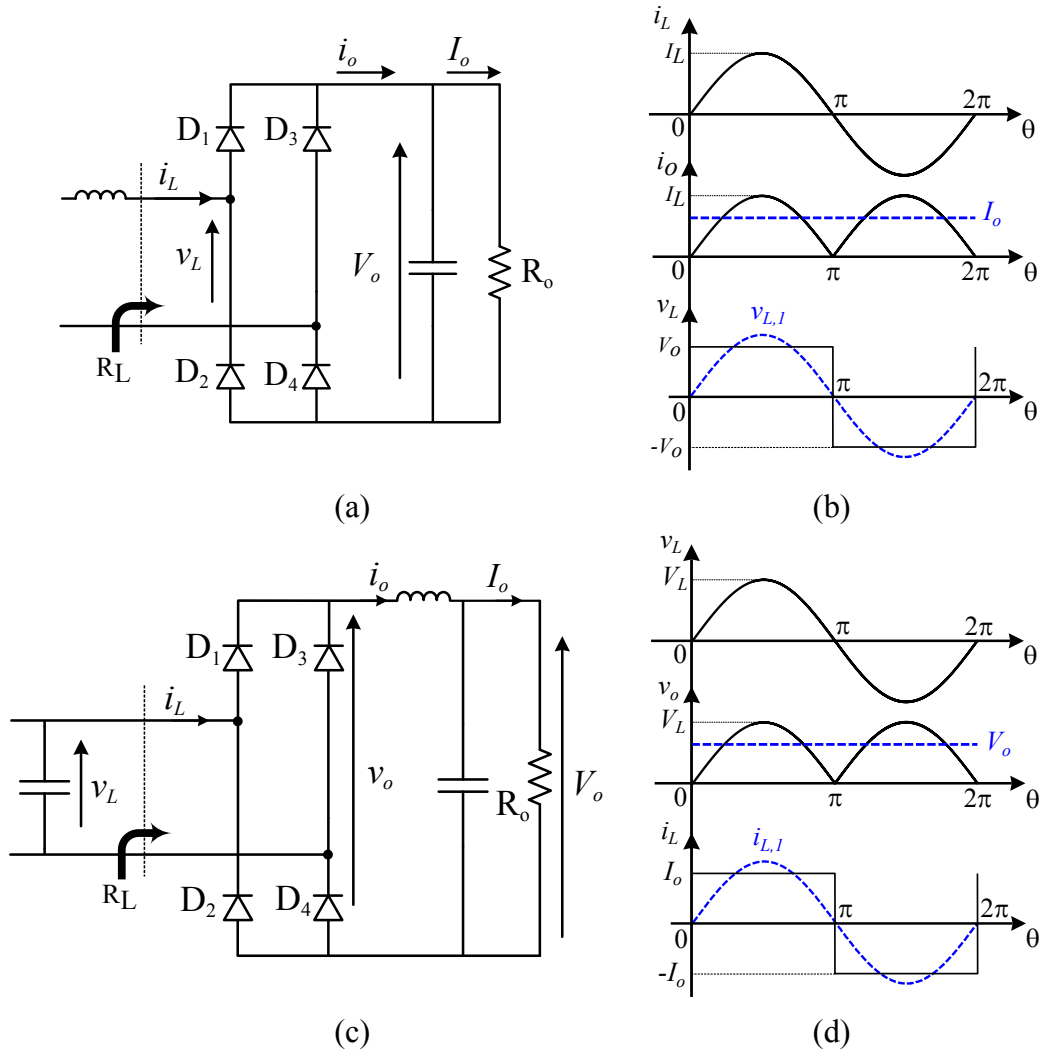 i_o I_o
D_1 D_3
i_L
v_L V_o R_o
R_L
D_2 D_4
(a)
i_L
I_L
π 2π
0 θ
i_O
I_L
I_o
0 π 2π θ
v_L v_{L,1}
V_O
π 2π
0 θ
-V_O
(b)
i_o I_o
D_1 D_3
i_L
v_L v_o R_o V_o
R_L
D_2 D_4
(c)
v_L
V_L
π 2π
0 θ
v_o
V_L
V_o
0 π 2π θ
i_L i_{L,1}
I_o
π 2π
0 θ
-I_o
(d)